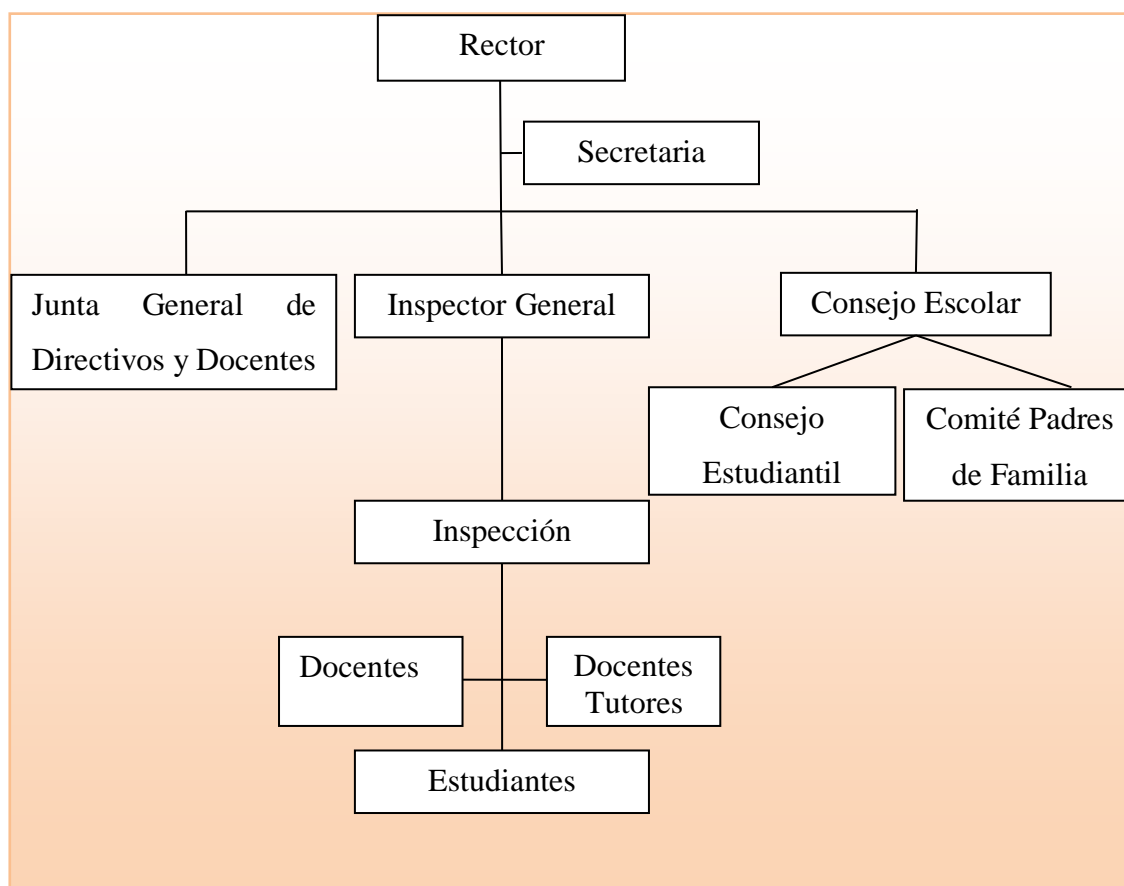 Rector
Secretaria
Junta General de
Directivos y Docentes
Inspector General
Consejo Escolar
Consejo
Estudiantil
Comité Padres
de Familia
Inspección
Docentes
Docentes
Tutores
Estudiantes